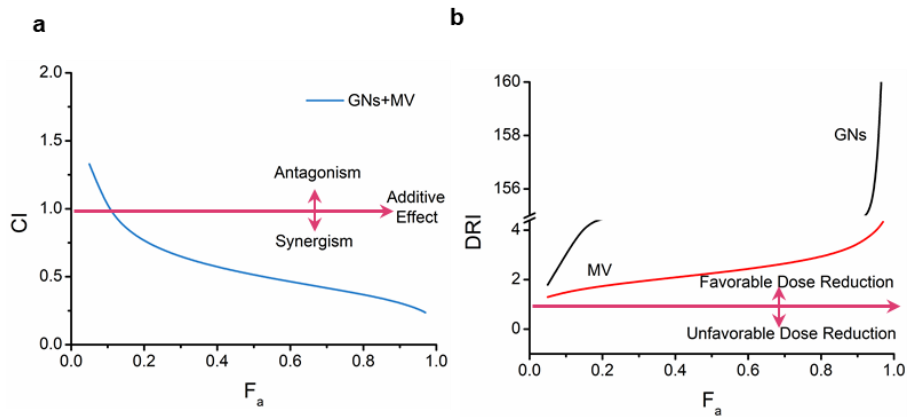 a
2.0
1.5
1.0
0.5
0.0
CI
GNs+MV
Antagonism
Additive
Effect
Synergism
0.0 0.2 0.4 0.6 0.8 1.0
Fa
b
160
158
156
4
2
0
DRI
GNs
MV
Favorable Dose Reduction
Unfavorable Dose Reduction
0.0 0.2 0.4 0.6 0.8 1.0
Fa